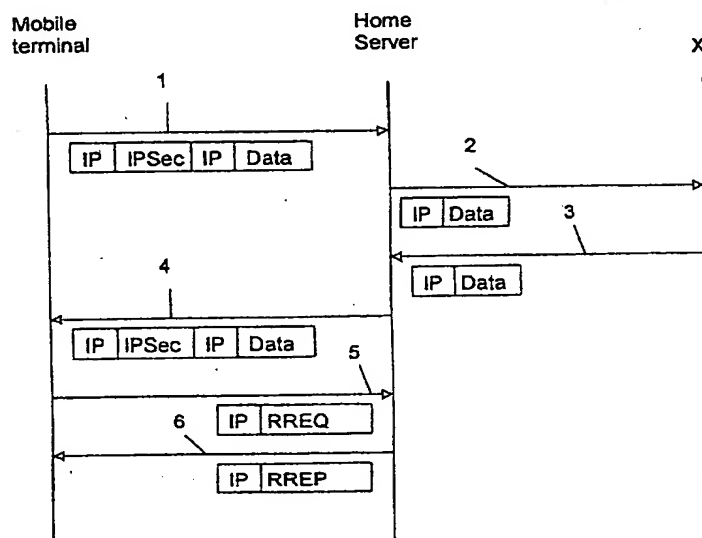 Mobile
terminal
Home
Server
X
1
IP IPSec IP Data
2
IP Data
3
IP Data
4
IP IPSec IP Data
5
IP RREQ
6
IP RREP